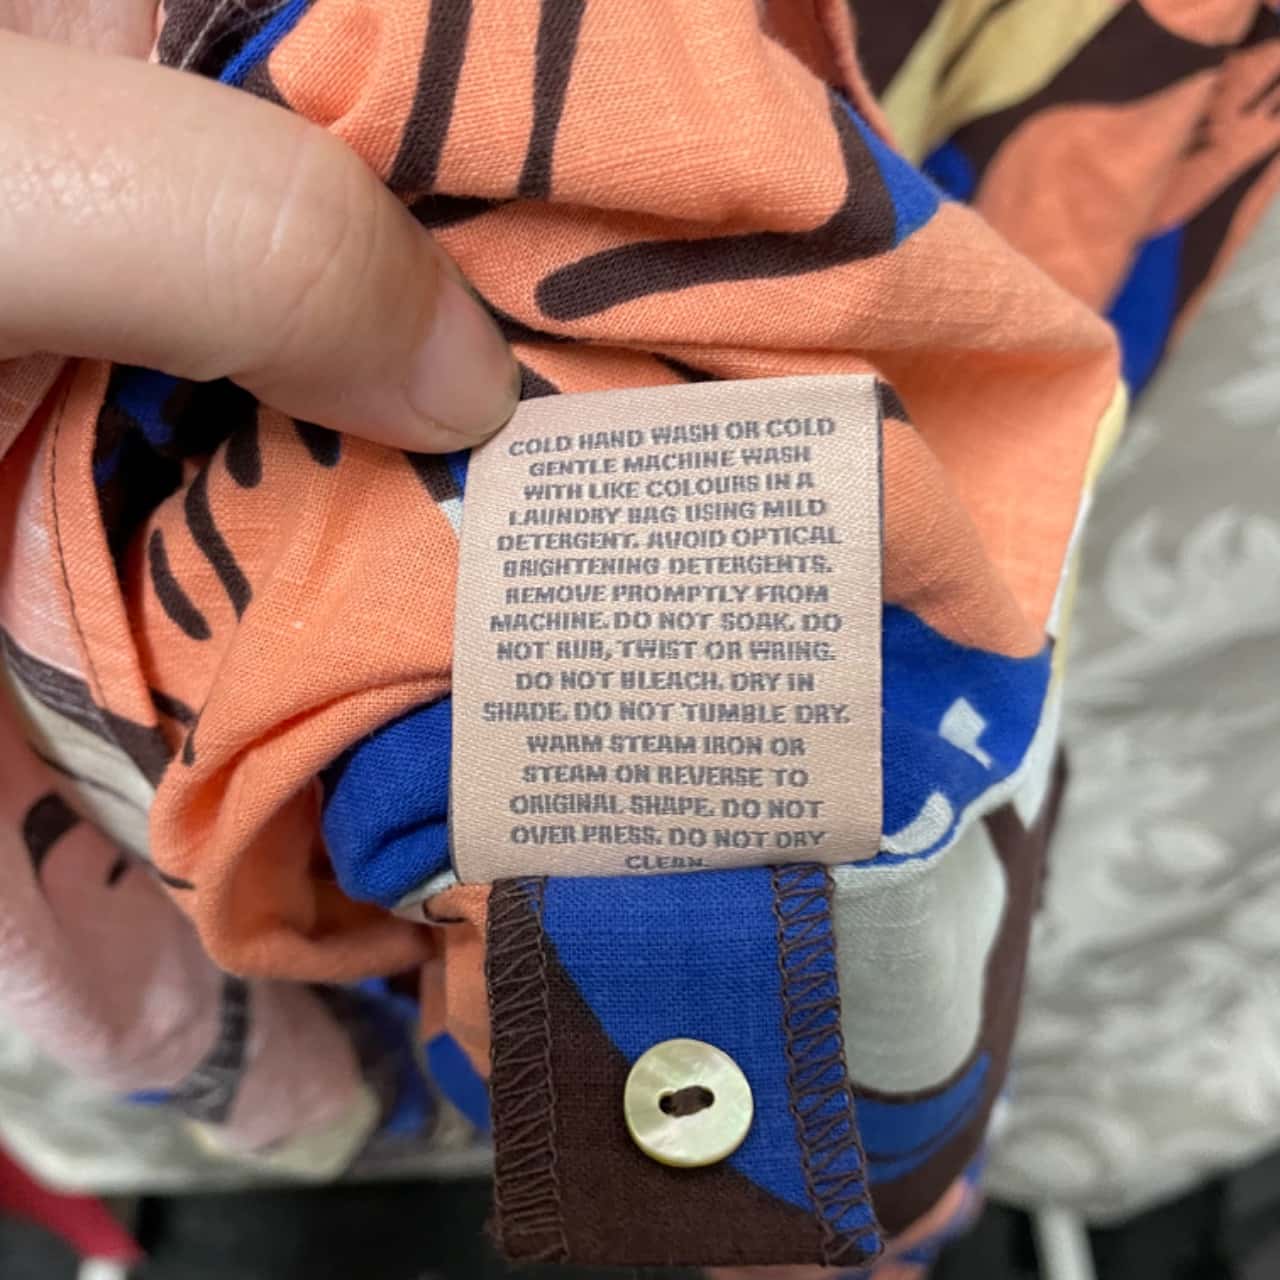 COLD HAND WASH OR COLD
GENTLE MACHINE WASH
WITH LIKE COLOURS IN A
LAUNDRY BAG USING MILD
DETERGENT. AVOID OPTICAL
BRIGHTENING DETERGENTS.
REMOVE PROMPTLY FROM
MACHINE. DO NOT SOAK. DO
NOT RUB, TWIST OR WRING.
DO NOT BLEACH. DRY IN
SHADE. DO NOT TUMBLE DRY.
WARM STEAM IRON OR
STEAM ON REVERSE TO
ORIGINAL SHAPE. DO NOT
OVER PRESS. DO NOT DRY
CLEAN.